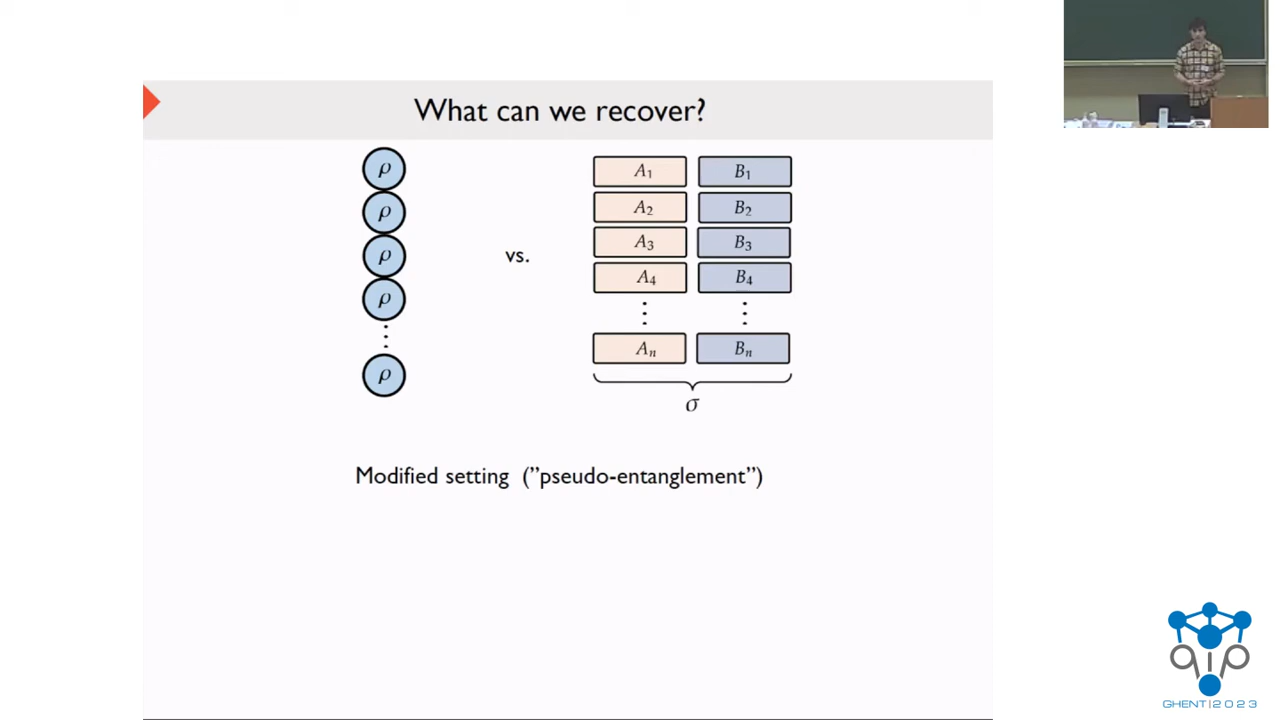 What can we recover?
ρ
ρ
ρ
ρ
⋮
ρ
vs.
A₁ B₁
A₂ B₂
A₃ B₃
A₄ B₄
⋮ ⋮
Aₙ Bₙ
σ
Modified setting (”pseudo-entanglement”)
qip
GHENT|2023